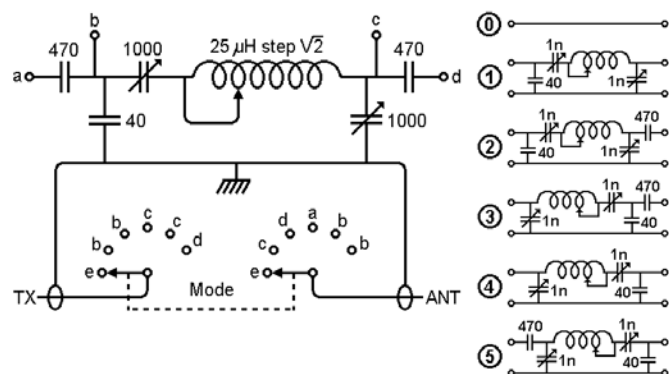 b c
470 1000 25 μH step √2 470
a d
40 1000
c a
b c d b
b d c b
e Mode e
TX ANT
0
1n
1 40 1n
1n 470
2 40 1n
1n 470
3 1n 40
1n
4 1n 40
470 1n
5 1n 40